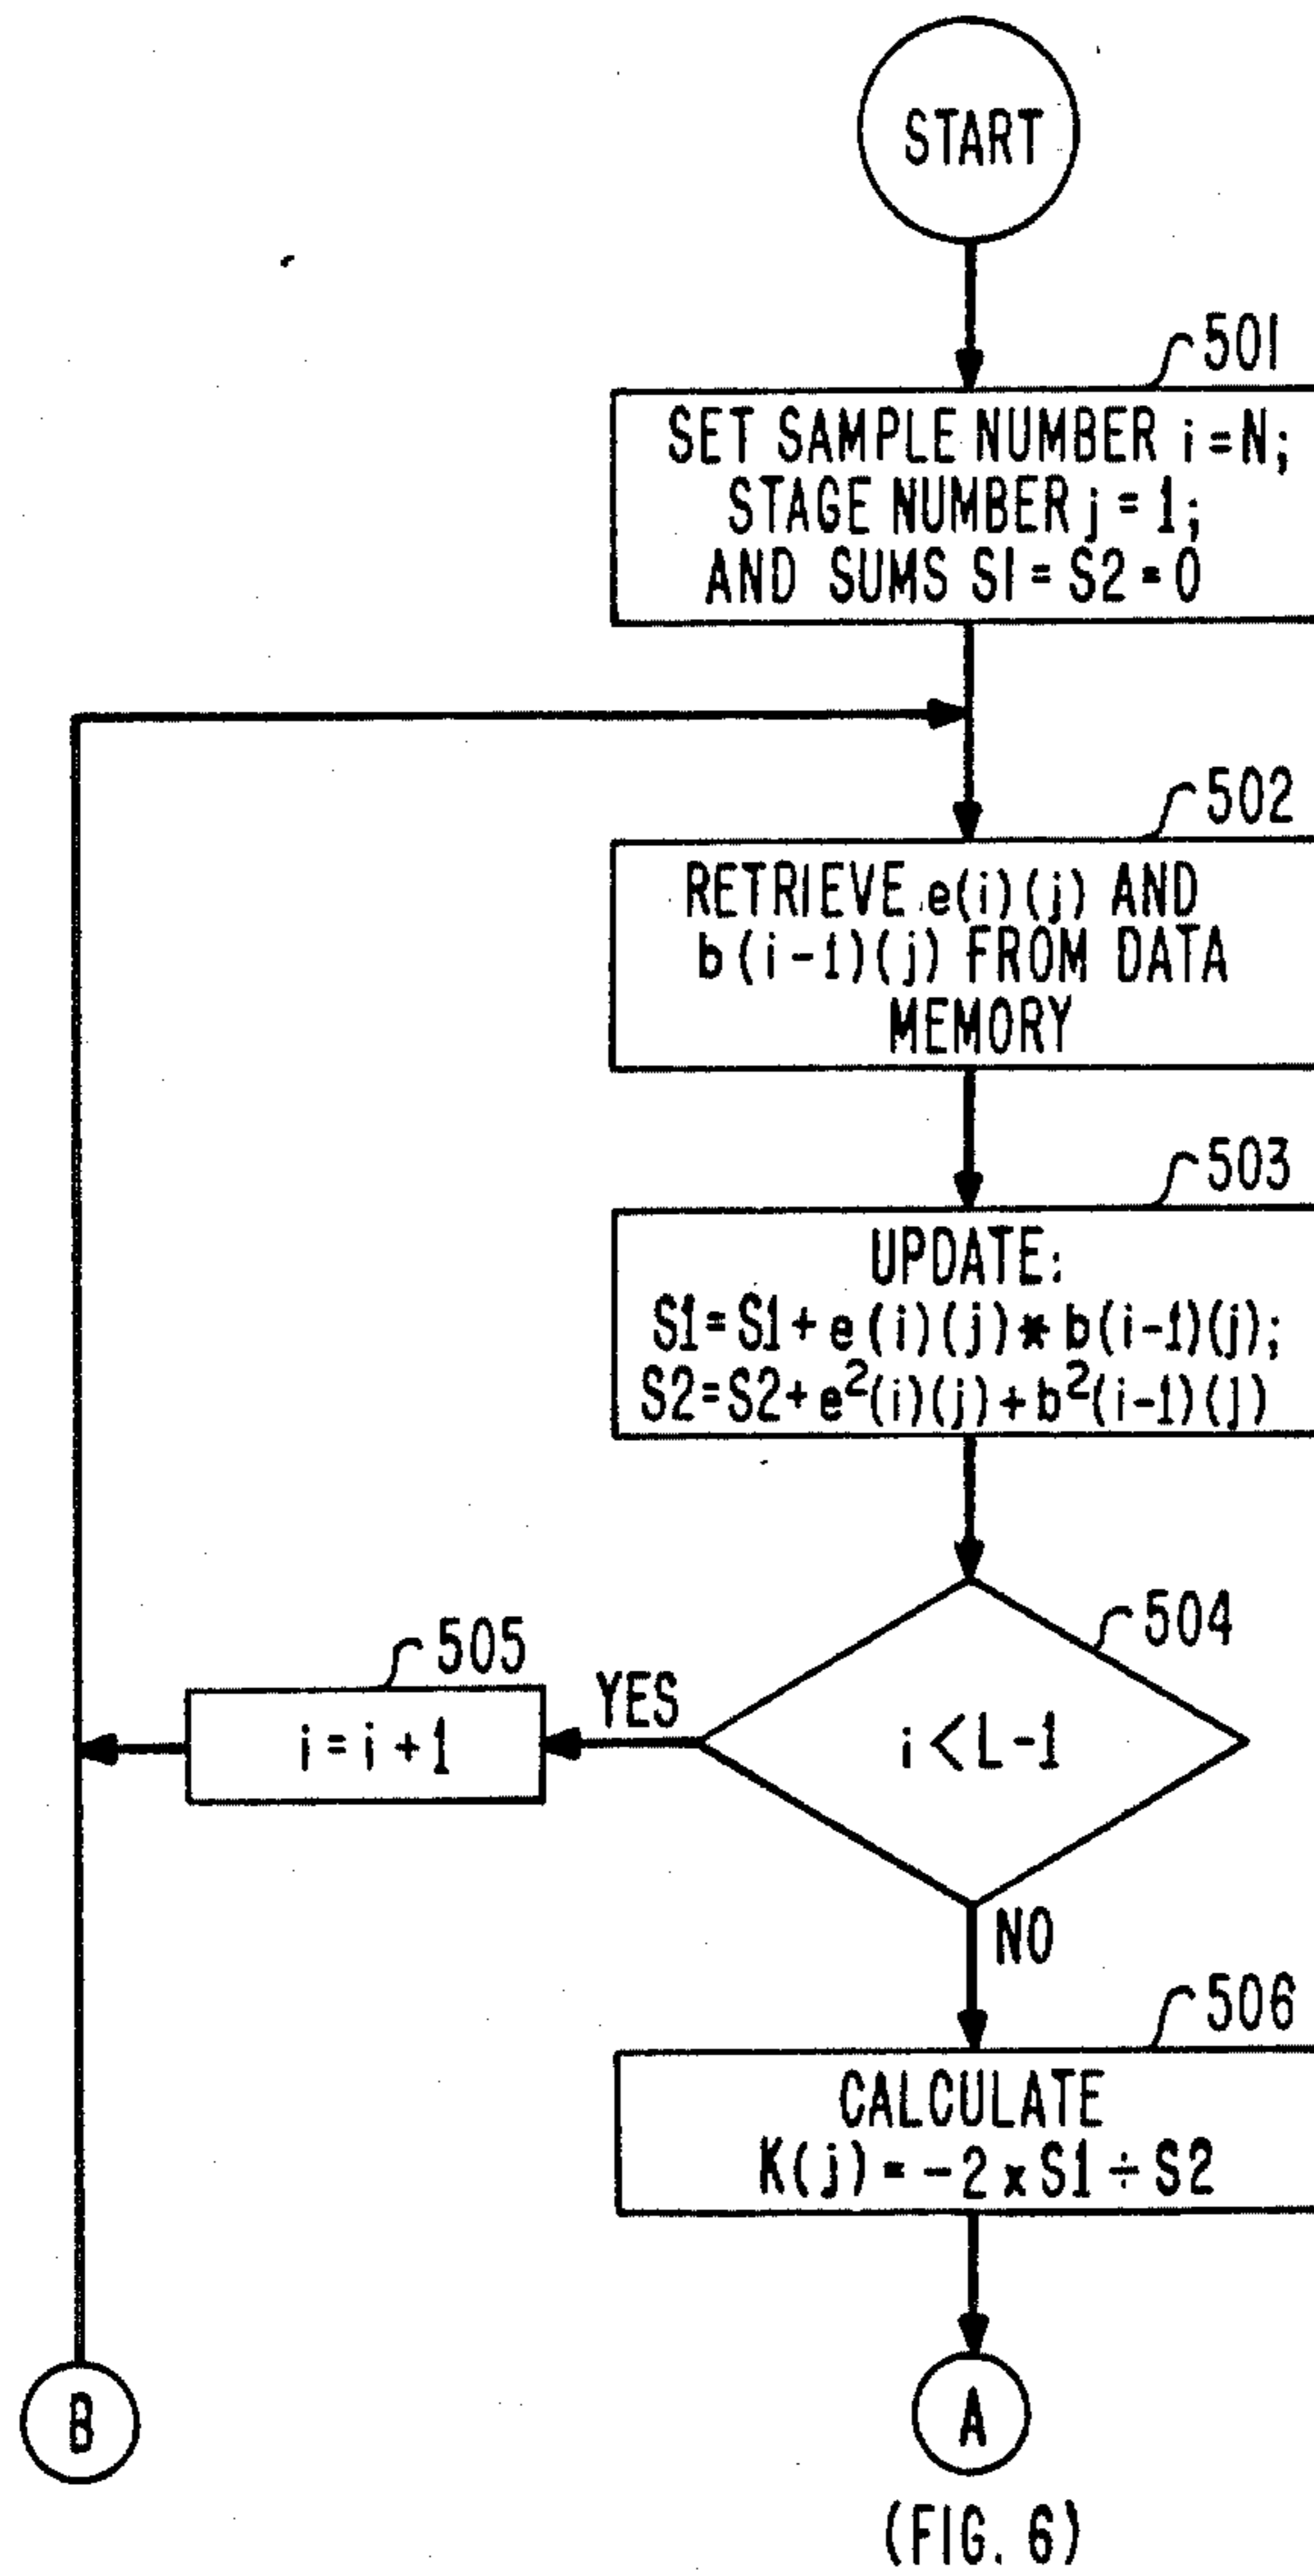 START
501
SET SAMPLE NUMBER i = N;
STAGE NUMBER j = 1;
AND SUMS S1 = S2 = 0
502
RETRIEVE e(i)(j) AND
b(i-1)(j) FROM DATA
MEMORY
503
UPDATE:
S1=S1+e(i)(j)*b(i-1)(j);
S2=S2+e²(i)(j)+b²(i-1)(j)
504
i < L-1
YES
505
i = i + 1
NO
506
CALCULATE
K(j) = -2 x S1 ÷ S2
B
A
(FIG. 6)